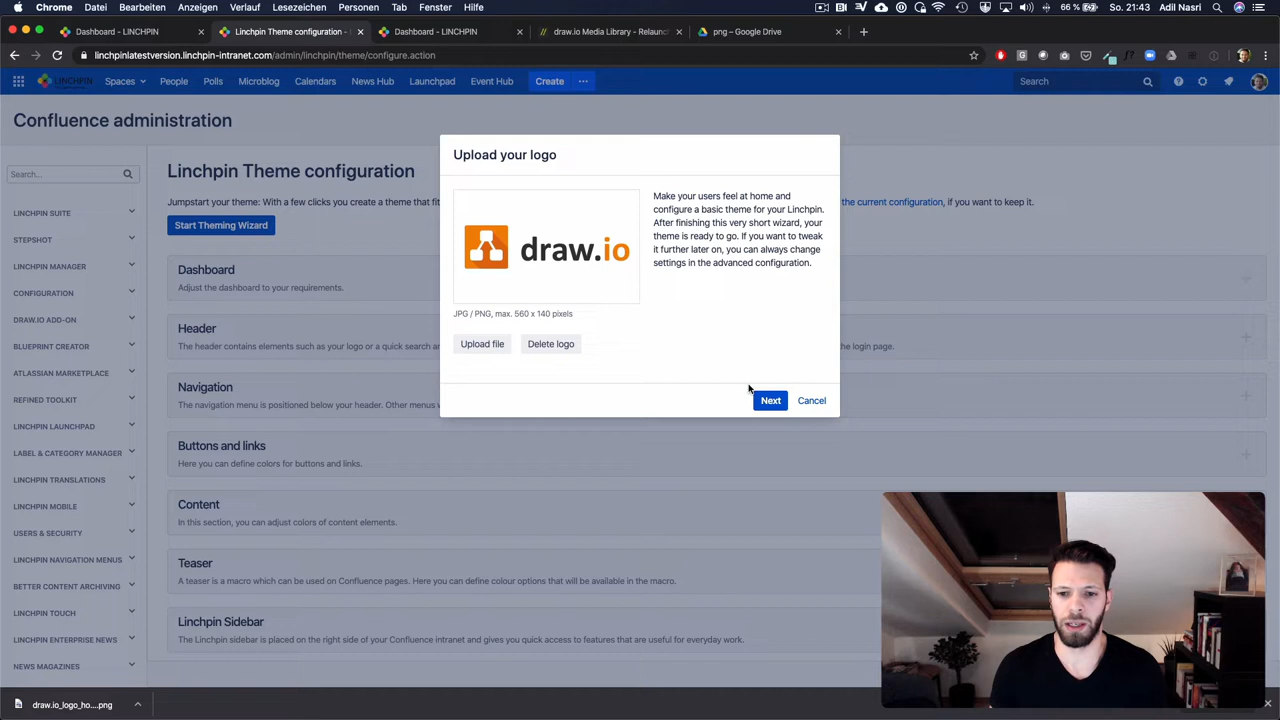 Chrome Datei Bearbeiten Anzeigen Verlauf Lesezeichen Personen Tab Fenster Hilfe 66 % So. 21:43 Adil Nasri
Dashboard - LINCHPIN Linchpin Theme configuration - Dashboard - LINCHPIN draw.io Media Library - Relaunch png – Google Drive
linchpinlatestversion.linchpin-intranet.com/admin/linchpin/theme/configure.action
LINCHPIN Spaces People Polls Microblog Calendars News Hub Launchpad Event Hub Create Search
Confluence administration
Search...
LINCHPIN SUITE
STEPSHOT
LINCHPIN MANAGER
CONFIGURATION
DRAW.IO ADD-ON
BLUEPRINT CREATOR
ATLASSIAN MARKETPLACE
REFINED TOOLKIT
LINCHPIN LAUNCHPAD
LABEL & CATEGORY MANAGER
LINCHPIN TRANSLATIONS
LINCHPIN MOBILE
USERS & SECURITY
LINCHPIN NAVIGATION MENUS
BETTER CONTENT ARCHIVING
LINCHPIN TOUCH
LINCHPIN ENTERPRISE NEWS
NEWS MAGAZINES
Linchpin Theme configuration
Jumpstart your theme: With a few clicks you create a theme that fit the current configuration, if you want to keep it.
Start Theming Wizard
Dashboard
Adjust the dashboard to your requirements.
Header
The header contains elements such as your logo or a quick search a e login page.
Navigation
The navigation menu is positioned below your header. Other menus
Buttons and links
Here you can define colors for buttons and links.
Content
In this section, you can adjust colors of content elements.
Teaser
A teaser is a macro which can be used on Confluence pages. Here you can define colour options that will be available in the macro.
Linchpin Sidebar
The Linchpin sidebar is placed on the right side of your Confluence intranet and gives you quick access to features that are useful for everyday work.
Upload your logo
draw.io
JPG / PNG, max. 560 x 140 pixels
Upload file Delete logo
Make your users feel at home and
configure a basic theme for your Linchpin.
After finishing this very short wizard, your
theme is ready to go. If you want to tweak
it further later on, you can always change
settings in the advanced configuration.
Next Cancel
draw.io_logo_ho....png